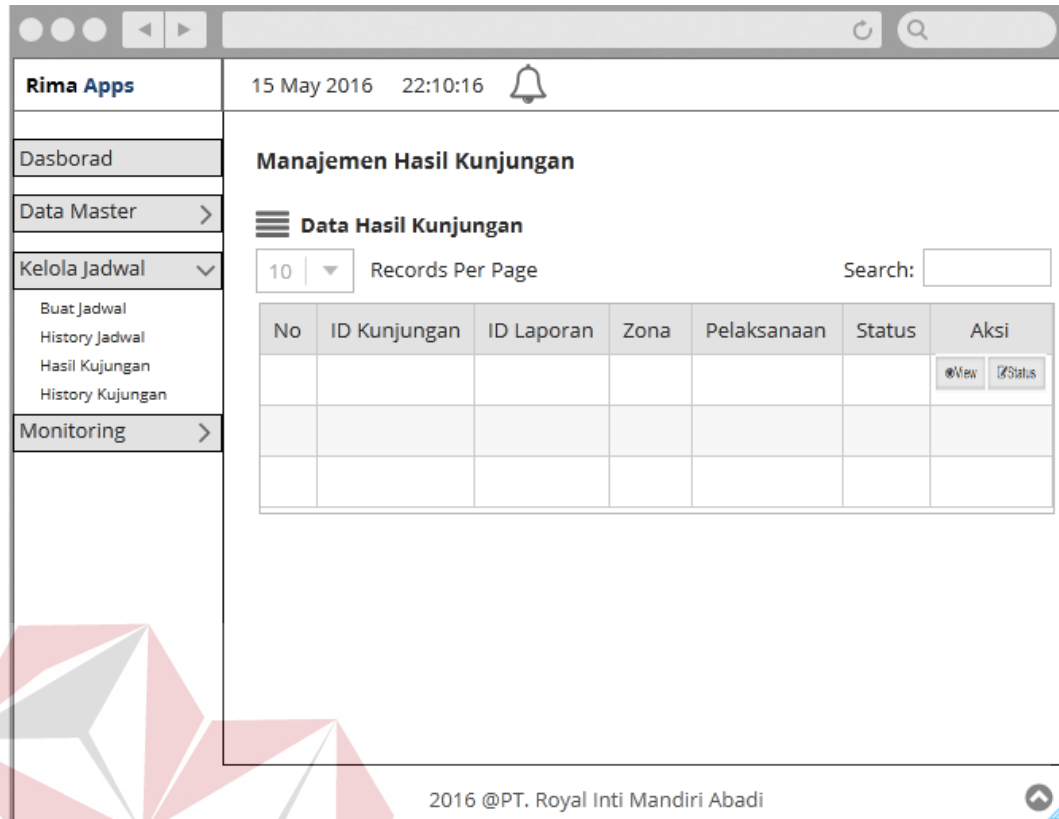 Rima Apps
15 May 2016 22:10:16
Dasborad
Data Master
Kelola Jadwal
Buat Jadwal
History Jadwal
Hasil Kujungan
History Kujungan
Monitoring
Manajemen Hasil Kunjungan
Data Hasil Kunjungan
10 Records Per Page Search:
No ID Kunjungan ID Laporan Zona Pelaksanaan Status Aksi
View Status
2016 @PT. Royal Inti Mandiri Abadi